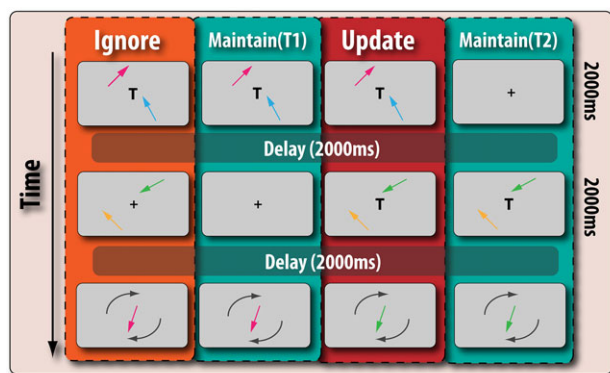 Ignore Maintain(T1) Update Maintain(T2)
T T T +
2000ms
Delay (2000ms)
+ + T T
2000ms
Delay (2000ms)
Time